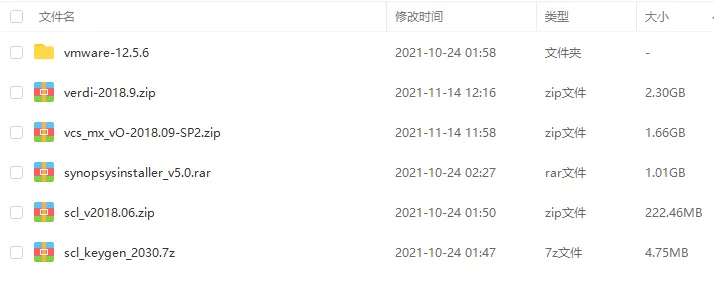 文件名 修改时间 类型 大小
vmware-12.5.6 2021-10-24 01:58 文件夹 -
verdi-2018.9.zip 2021-11-14 12:16 zip文件 2.30GB
vcs_mx_vO-2018.09-SP2.zip 2021-11-14 11:58 zip文件 1.66GB
synopsysinstaller_v5.0.rar 2021-10-24 02:27 rar文件 1.01GB
scl_v2018.06.zip 2021-10-24 01:50 zip文件 222.46MB
scl_keygen_2030.7z 2021-10-24 01:47 7z文件 4.75MB